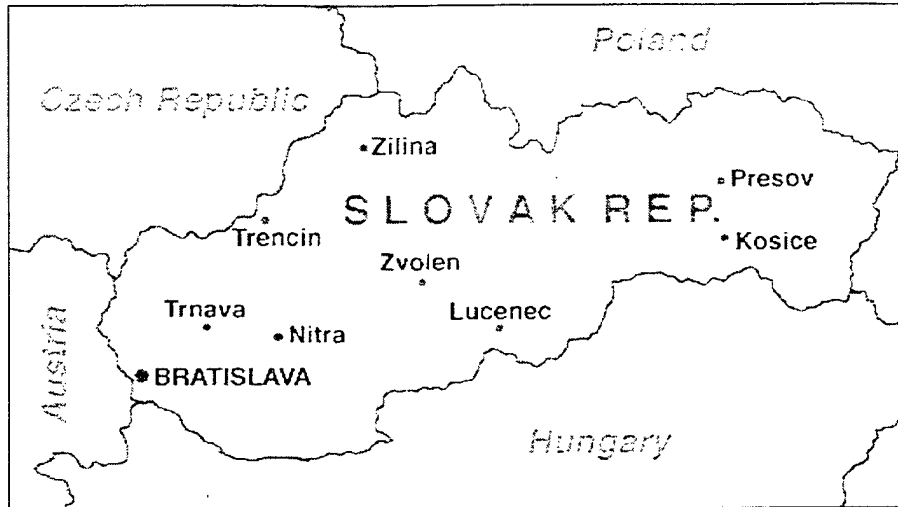 Poland
Czech Republic
Zilina
Presov
SLOVAK REP.
Trencin
Kosice
Zvolen
Trnava
Lucenec
Nitra
Austria
BRATISLAVA
Hungary